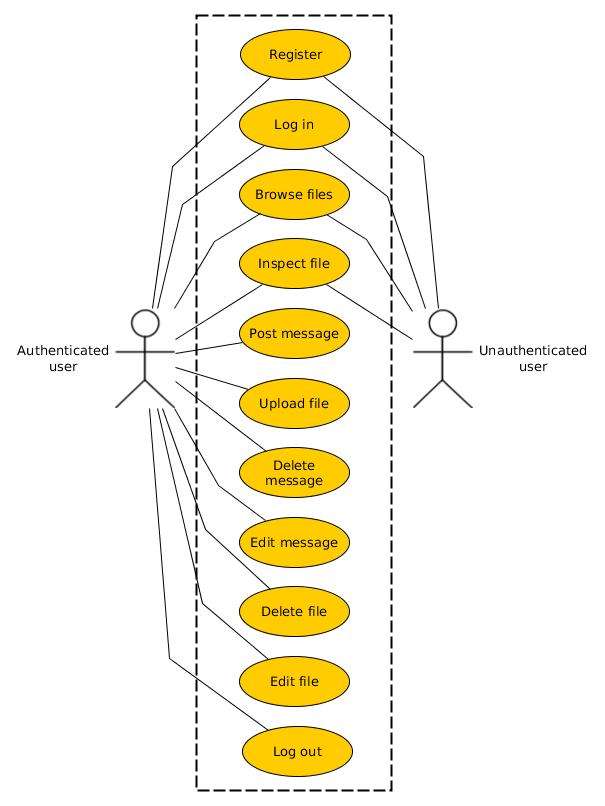 Register
Log in
Browse files
Inspect file
Authenticated
user
Unauthenticated
user
Post message
Upload file
Delete
message
Edit message
Delete file
Edit file
Log out